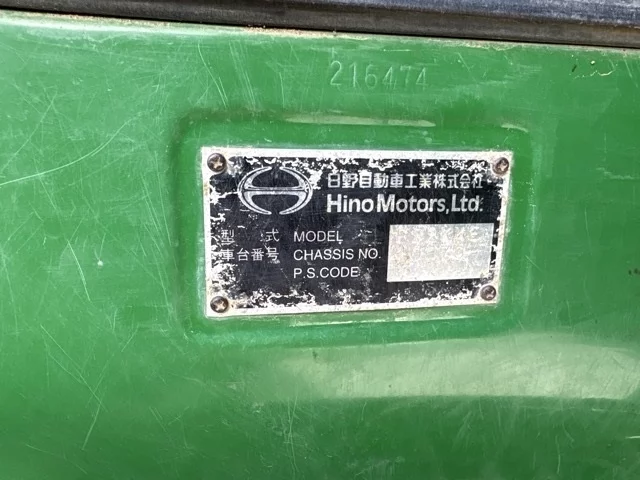 216474
日野自動車工業株式会社
Hino Motors, Ltd.
型 式 MODEL
車台番号 CHASSIS NO.
P.S.CODE